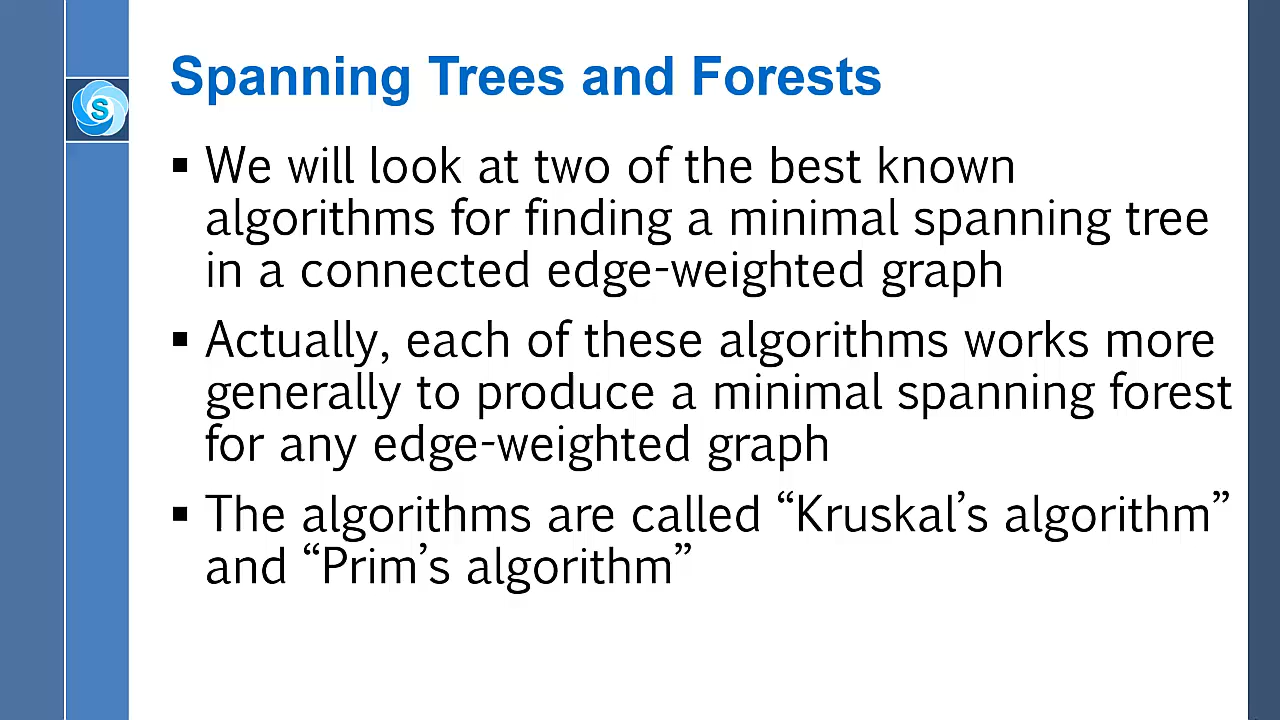 Spanning Trees and Forests
S
▪ We will look at two of the best known
algorithms for finding a minimal spanning tree
in a connected edge-weighted graph
▪ Actually, each of these algorithms works more
generally to produce a minimal spanning forest
for any edge-weighted graph
▪ The algorithms are called “Kruskal’s algorithm”
and “Prim’s algorithm”